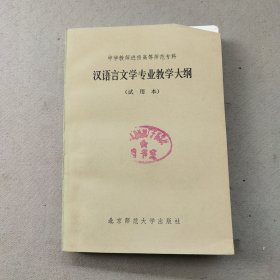 中学教师进修高等师范专科
汉语言文学专业教学大纲
(试用本)
北京师范大学出版社